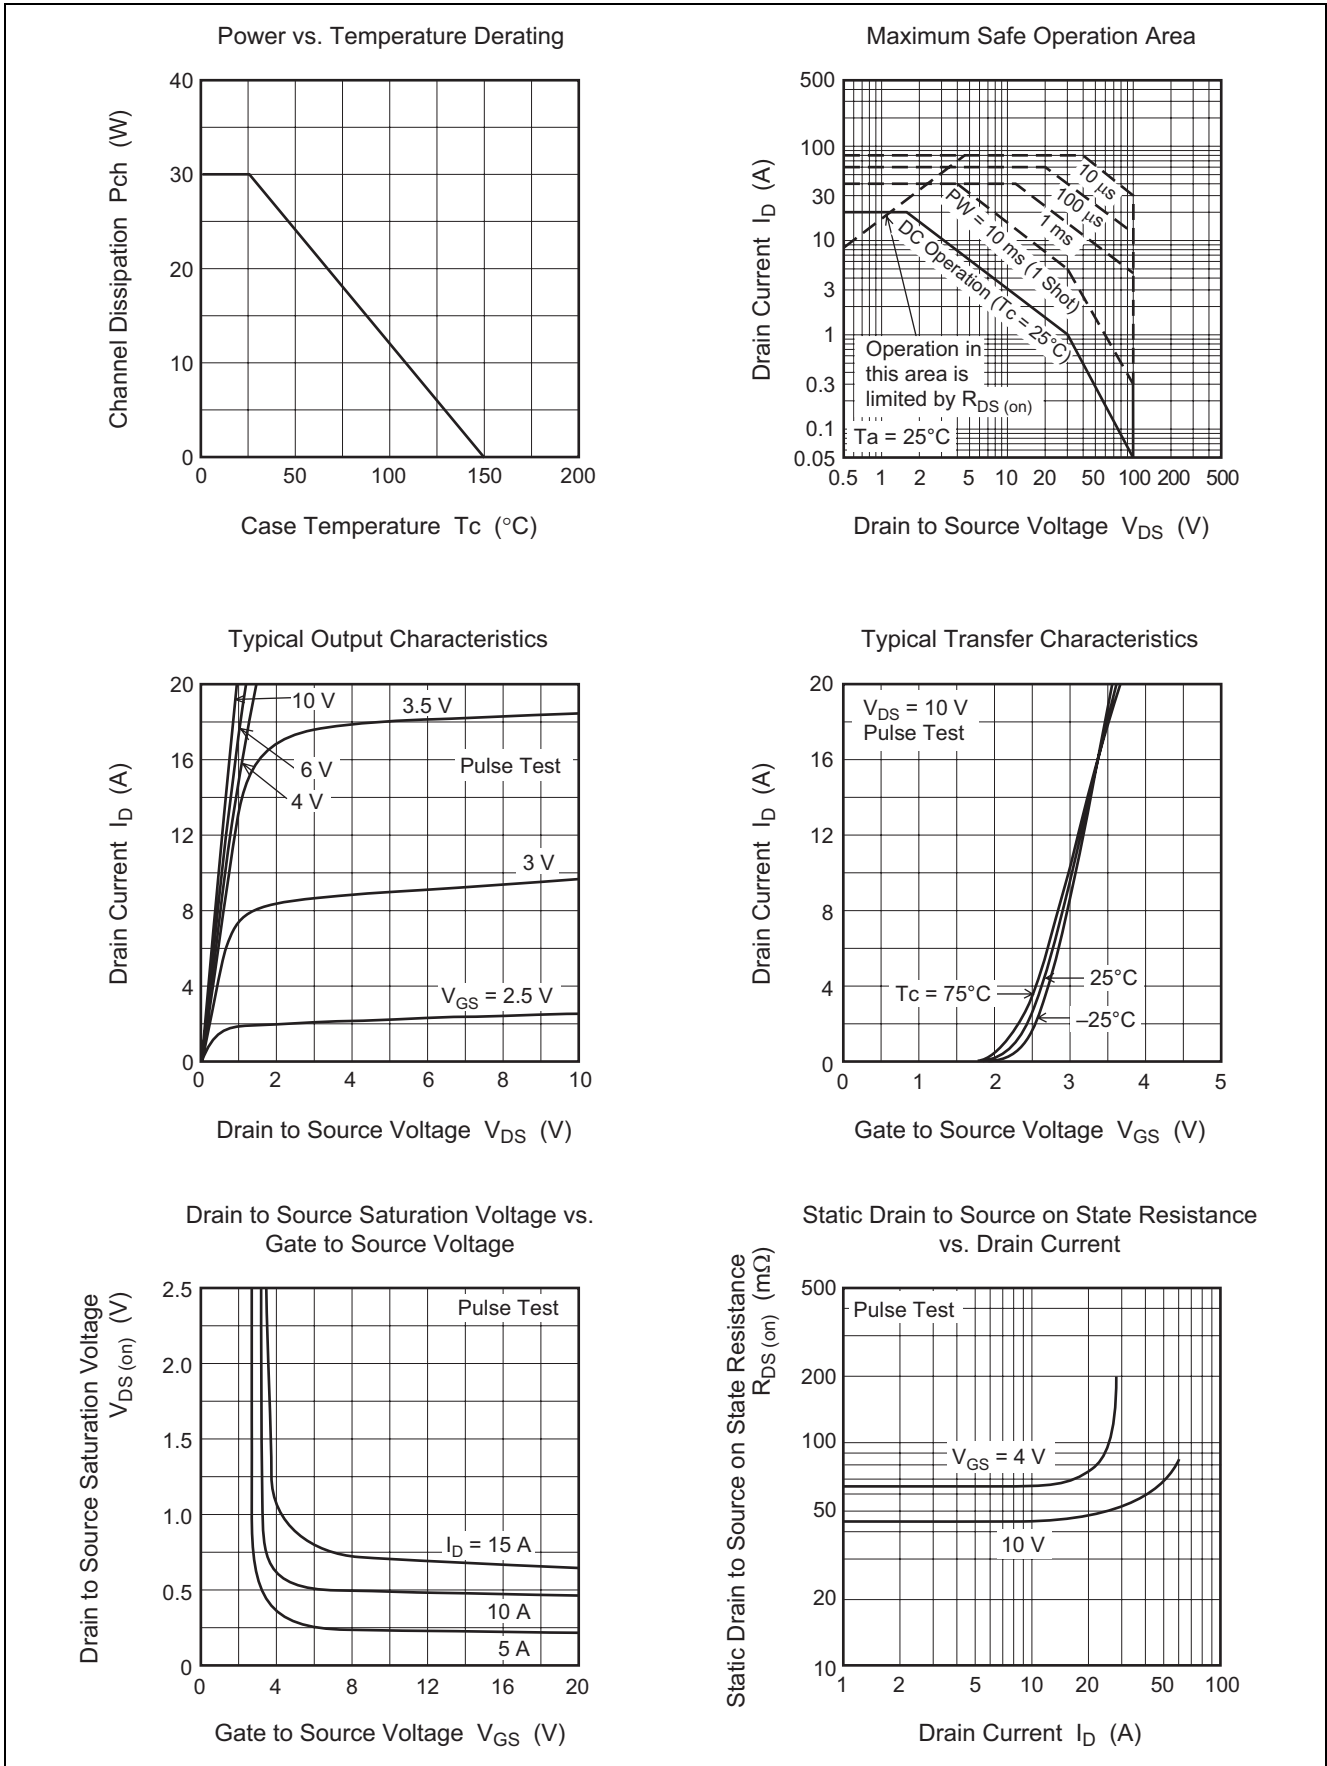 Power vs. Temperature Derating
40
30
20
10
0
0 50 100 150 200
Channel Dissipation Pch (W)
Case Temperature Tc (°C)
Maximum Safe Operation Area
500
100
30
10
3
1
0.3
0.1
0.05
0.5 1 2 5 10 20 50 100 200 500
Drain Current ID (A)
10 μs
100 μs
1 ms
PW = 10 ms (1 Shot)
DC Operation (Tc = 25°C)
Operation in
this area is
limited by RDS (on)
Ta = 25°C
Drain to Source Voltage VDS (V)
Typical Output Characteristics
20
16
12
8
4
0
0 2 4 6 8 10
Drain Current ID (A)
10 V
6 V
4 V
3.5 V
Pulse Test
3 V
VGS = 2.5 V
Drain to Source Voltage VDS (V)
Typical Transfer Characteristics
20
16
12
8
4
0
0 1 2 3 4 5
Drain Current ID (A)
VDS = 10 V
Pulse Test
Tc = 75°C
25°C
–25°C
Gate to Source Voltage VGS (V)
Drain to Source Saturation Voltage vs.
Gate to Source Voltage
2.5
2.0
1.5
1.0
0.5
0
0 4 8 12 16 20
Drain to Source Saturation Voltage
VDS (on) (V)
Pulse Test
ID = 15 A
10 A
5 A
Gate to Source Voltage VGS (V)
Static Drain to Source on State Resistance
vs. Drain Current
500
200
100
50
20
10
1 2 5 10 20 50 100
Static Drain to Source on State Resistance
RDS (on) (mΩ)
Pulse Test
VGS = 4 V
10 V
Drain Current ID (A)